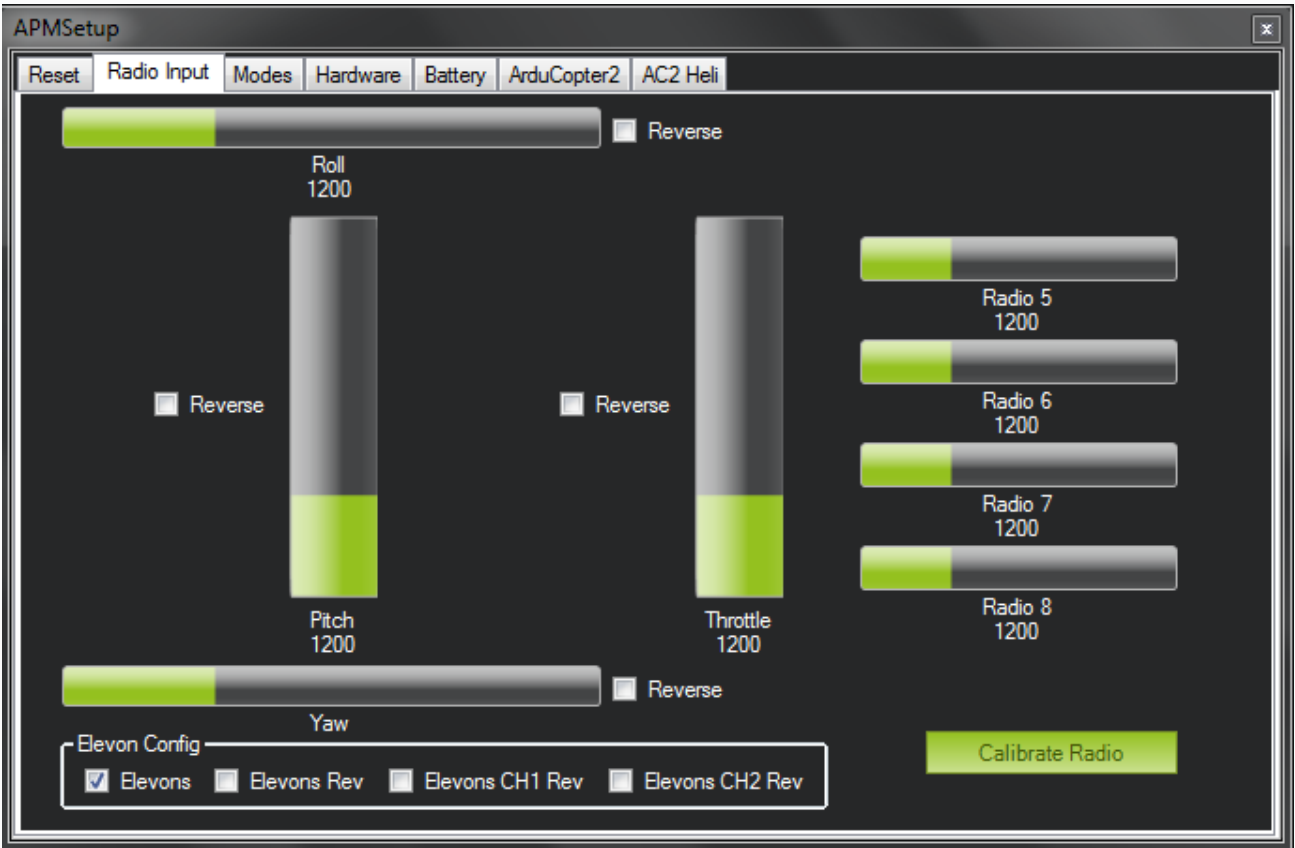 APMSetup
x
Reset Radio Input Modes Hardware Battery ArduCopter2 AC2 Heli
Reverse
Roll
1200
Radio 5
1200
Radio 6
1200
Reverse
Reverse
Radio 7
1200
Radio 8
1200
Pitch
1200
Throttle
1200
Reverse
Yaw
Elevon Config
Elevons Elevons Rev Elevons CH1 Rev Elevons CH2 Rev
Calibrate Radio